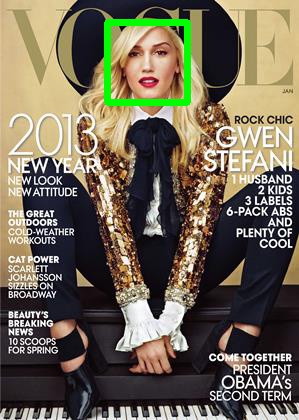 VOGUE
JAN
2013
NEW YEAR
NEW LOOK
NEW ATTITUDE
THE GREAT
OUTDOORS
COLD-WEATHER
WORKOUTS
CAT POWER
SCARLETT
JOHANSSON
SIZZLES ON
BROADWAY
BEAUTY'S
BREAKING
NEWS
10 SCOOPS
FOR SPRING
ROCK CHIC
GWEN
STEFANI
1 HUSBAND
2 KIDS
3 LABELS
6-PACK ABS
AND
PLENTY OF
COOL
COME TOGETHER
PRESIDENT
OBAMA'S
SECOND TERM